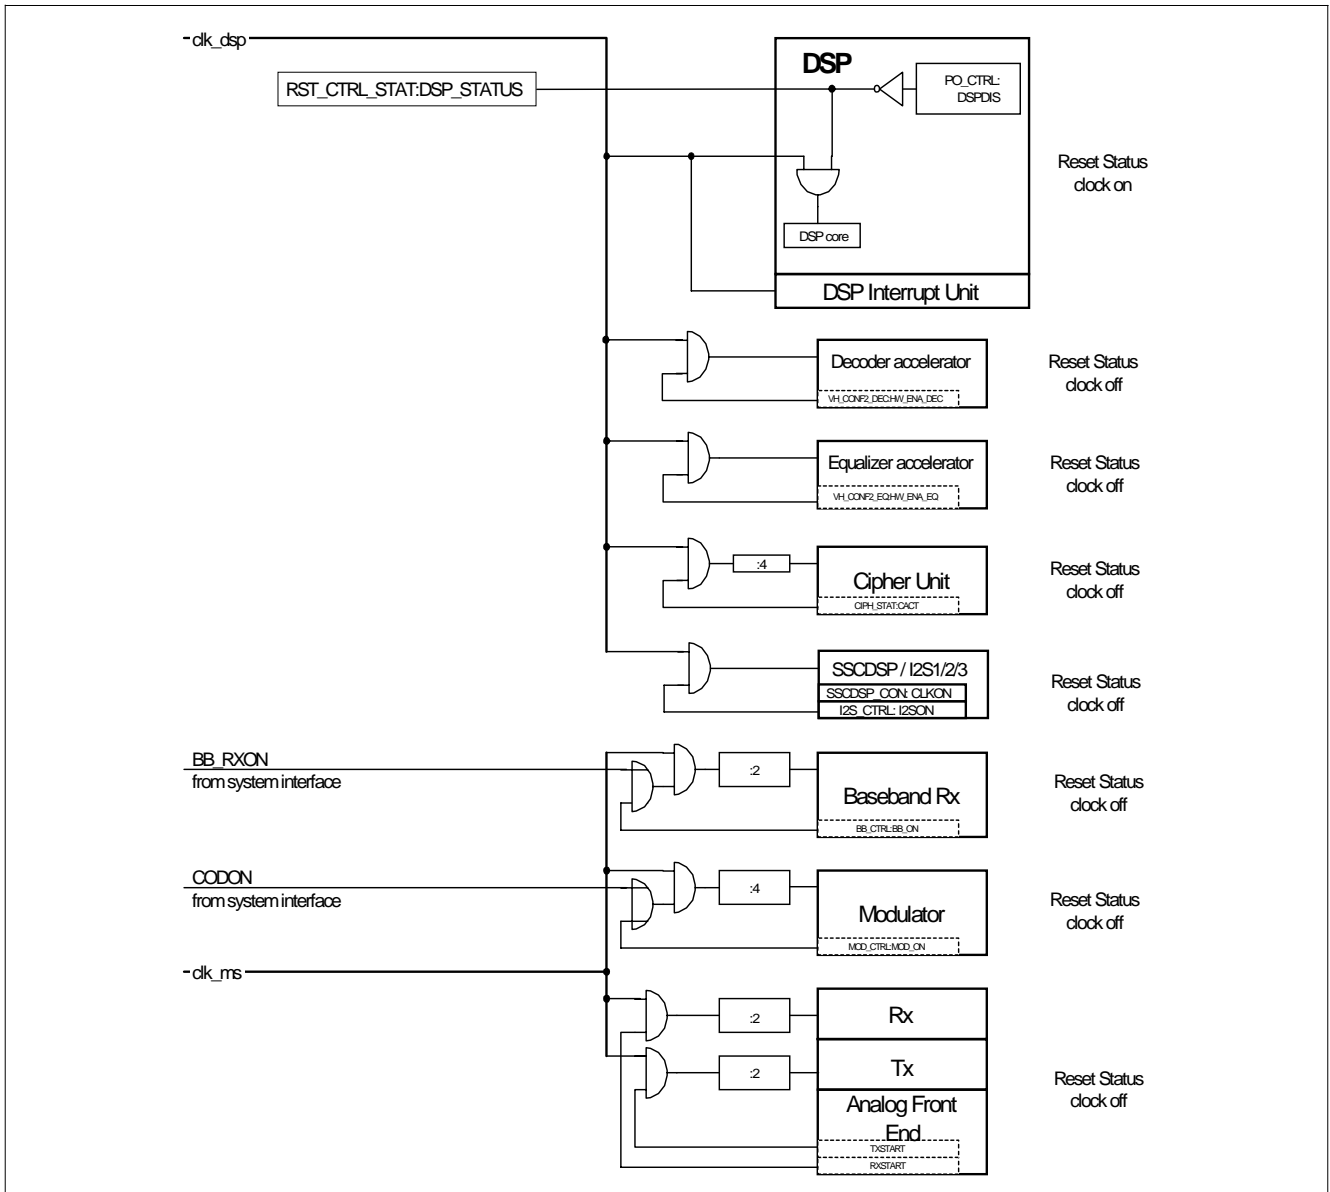 clk_dsp
DSP
RST_CTRL_STAT:DSP_STATUS
PO_CTRL:
DSPDIS
Reset Status
clock on
DSP core
DSP Interrupt Unit
Decoder accelerator
VH_CONF2_DEC:HW_ENA_DEC
Reset Status
clock off
Equalizer accelerator
VH_CONF2_EQ:HW_ENA_EQ
Reset Status
clock off
:4
Cipher Unit
CIPH_STAT:CACT
Reset Status
clock off
SSCDSP / I2S1/2/3
SSCDSP_CON: CLKON
I2S_CTRL: I2SON
Reset Status
clock off
BB_RXON
from system interface
:2
Baseband Rx
BB_CTRL:BB_ON
Reset Status
clock off
CODON
from system interface
:4
Modulator
MOD_CTRL:MOD_ON
Reset Status
clock off
clk_ms
:2
Rx
:2
Tx
Analog Front
End
TXSTART
RXSTART
Reset Status
clock off